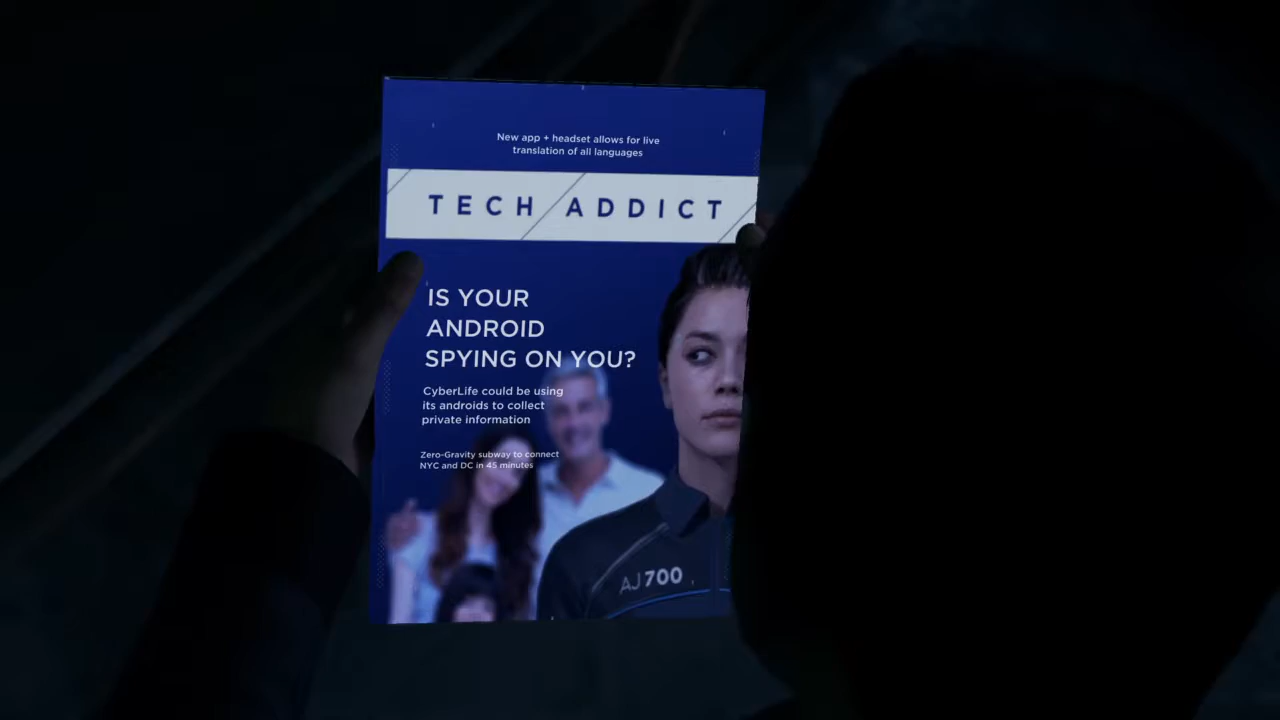 New app + headset allows for live
translation of all languages
TECH ADDICT
IS YOUR
ANDROID
SPYING ON YOU?
CyberLife could be using
its androids to collect
private information
Zero-Gravity subway to connect
NYC and DC in 45 minutes
AJ700